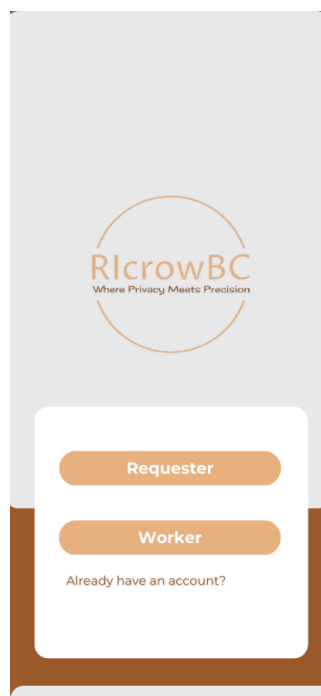 RIcrowBC
Where Privacy Meets Precision
Requester
Worker
Already have an account?